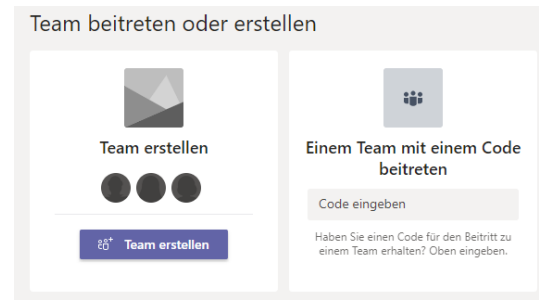 Team beitreten oder erstellen
Team erstellen
Team erstellen
Einem Team mit einem Code
beitreten
Code eingeben
Haben Sie einen Code für den Beitritt zu
einem Team erhalten? Oben eingeben.